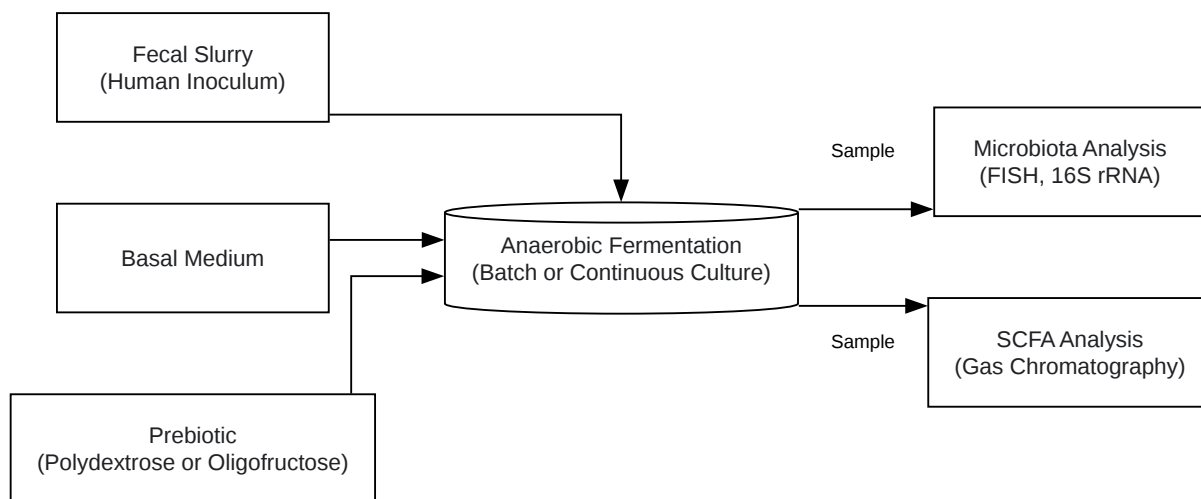 Fecal Slurry
(Human Inoculum)
Basal Medium
Prebiotic
(Polydextrose or Oligofructose)
Anaerobic Fermentation
(Batch or Continuous Culture)
Sample
Microbiota Analysis
(FISH, 16S rRNA)
Sample
SCFA Analysis
(Gas Chromatography)